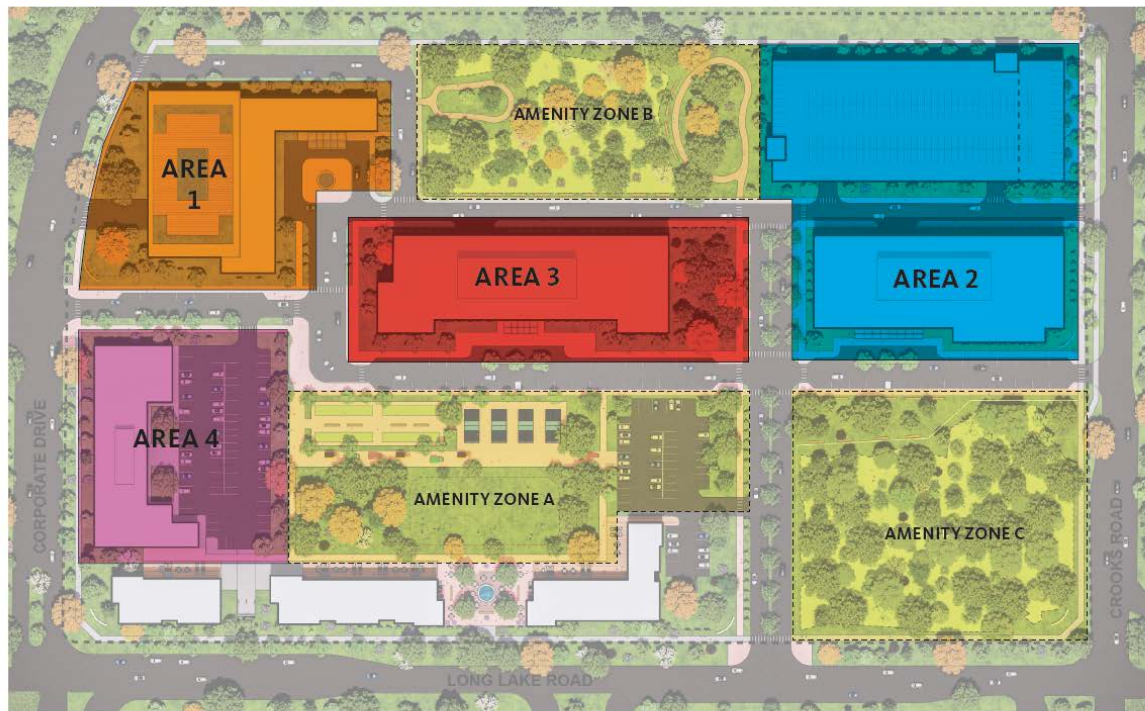 AMENITY ZONE B
AREA
1
AREA 3
AREA 2
AREA 4
CORPORATE DRIVE
AMENITY ZONE A
AMENITY ZONE C
CROOKS ROAD
LONG LAKE ROAD